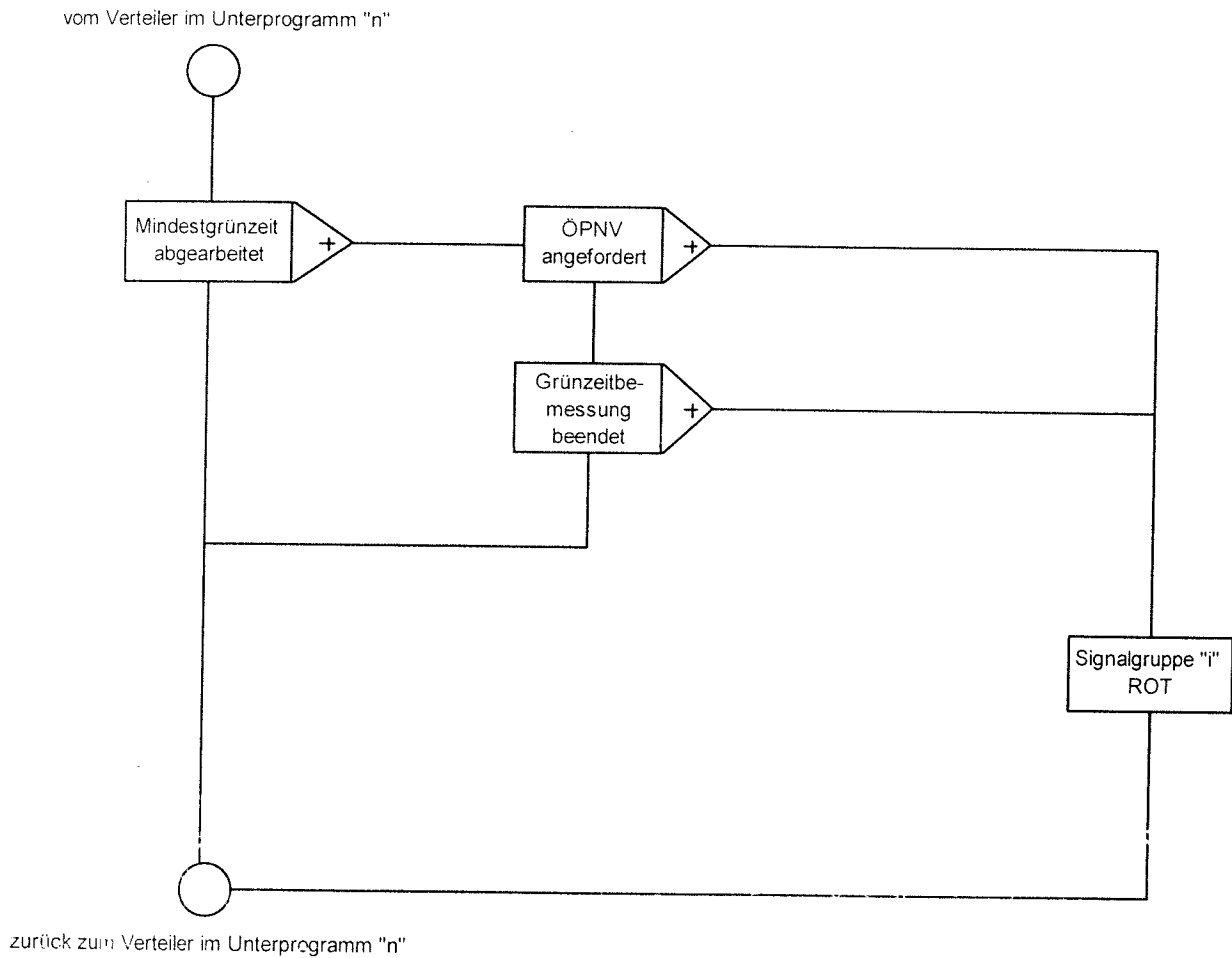 vom Verteiler im Unterprogramm "n"
Mindestgrünzeit
abgearbeitet
+
ÖPNV
angefordert
+
Grünzeitbe-
messung
beendet
+
Signalgruppe "i"
ROT
zurück zum Verteiler im Unterprogramm "n"